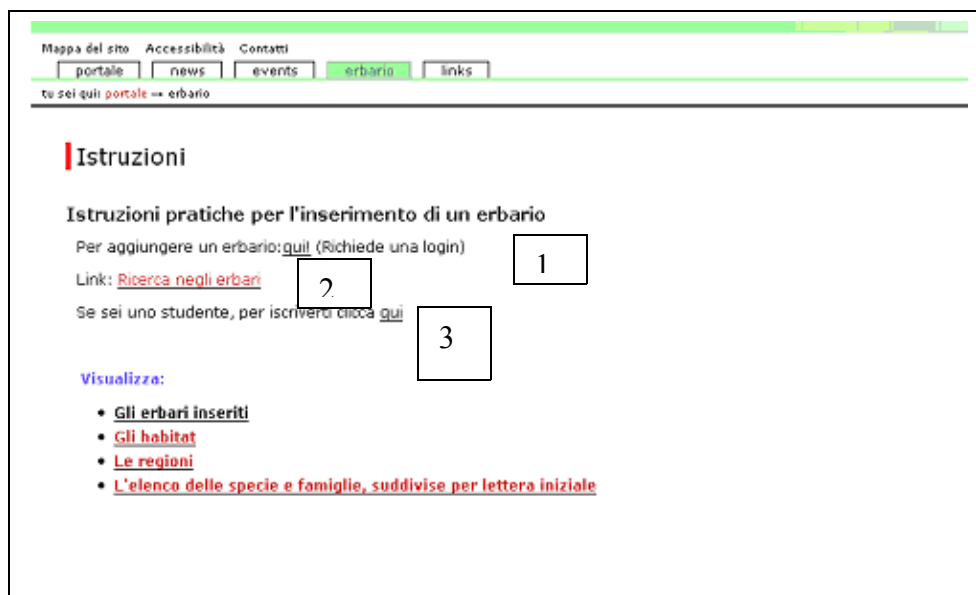 Mappa del sito Accessibilità Contatti
portale news events erbario links
tu sei qui: portale → erbario
Istruzioni
Istruzioni pratiche per l'inserimento di un erbario
Per aggiungere un erbario:qui! (Richiede una login)
1
Link: Ricerca negli erbari
2
Se sei uno studente, per iscriverti clicca qui
3
Visualizza:
• Gli erbari inseriti
• Gli habitat
• Le regioni
• L'elenco delle specie e famiglie, suddivise per lettera iniziale